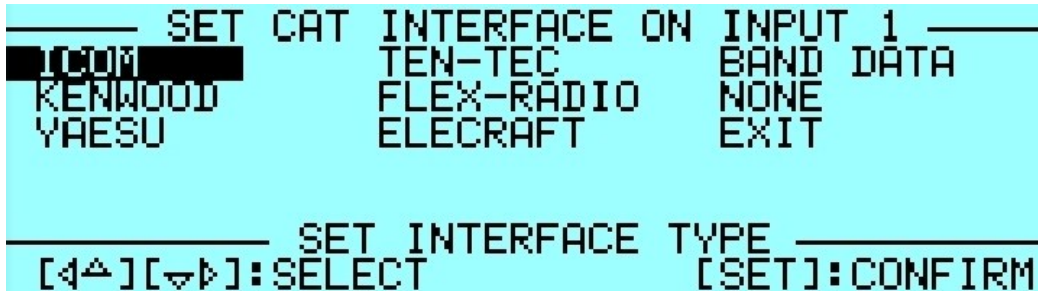 SET CAT INTERFACE ON INPUT 1
ICOM TEN-TEC BAND DATA
KENWOOD FLEX-RADIO NONE
YAESU ELECRAFT EXIT
SET INTERFACE TYPE
[◁△][▽▷]:SELECT [SET]:CONFIRM